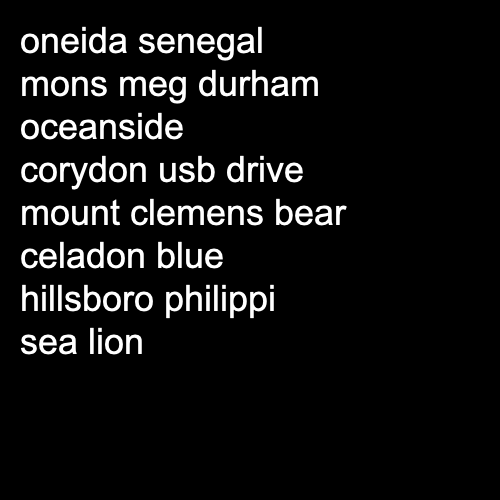 oneida senegal
mons meg durham
oceanside
corydon usb drive
mount clemens bear
celadon blue
hillsboro philippi
sea lion